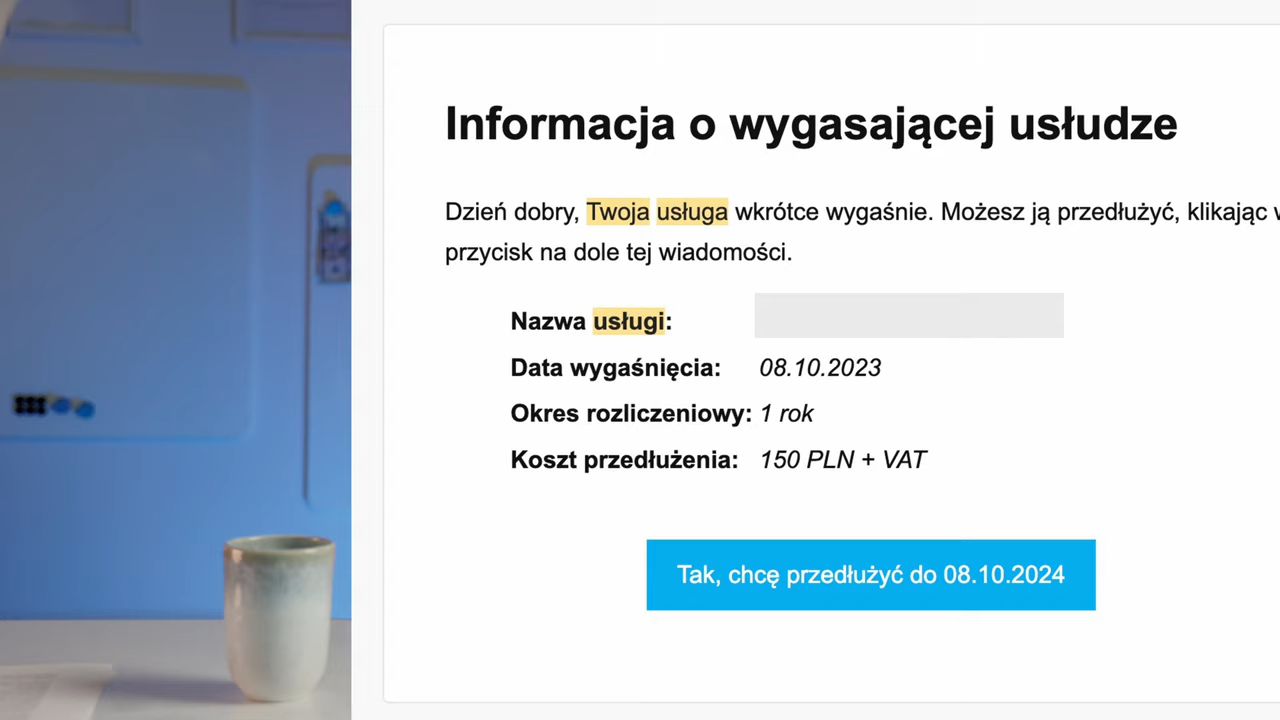 Informacja o wygasającej usłudze
Dzień dobry, Twoja usługa wkrótce wygaśnie. Możesz ją przedłużyć, klikając
przycisk na dole tej wiadomości.
Nazwa usługi:
Data wygaśnięcia: 08.10.2023
Okres rozliczeniowy: 1 rok
Koszt przedłużenia: 150 PLN + VAT
Tak, chcę przedłużyć do 08.10.2024